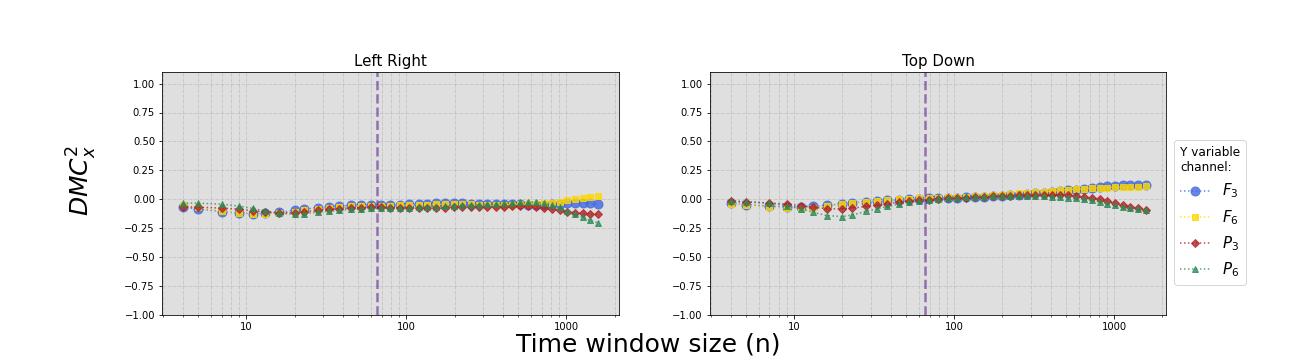 Left Right
Top Down
1.00
0.75
0.50
0.25
0.00
−0.25
−0.50
−0.75
−1.00
10
100
1000
1.00
0.75
0.50
0.25
0.00
−0.25
−0.50
−0.75
−1.00
10
100
1000
DMC²ₓ
Time window size (n)
Y variable
channel:
F₃
F₆
P₃
P₆